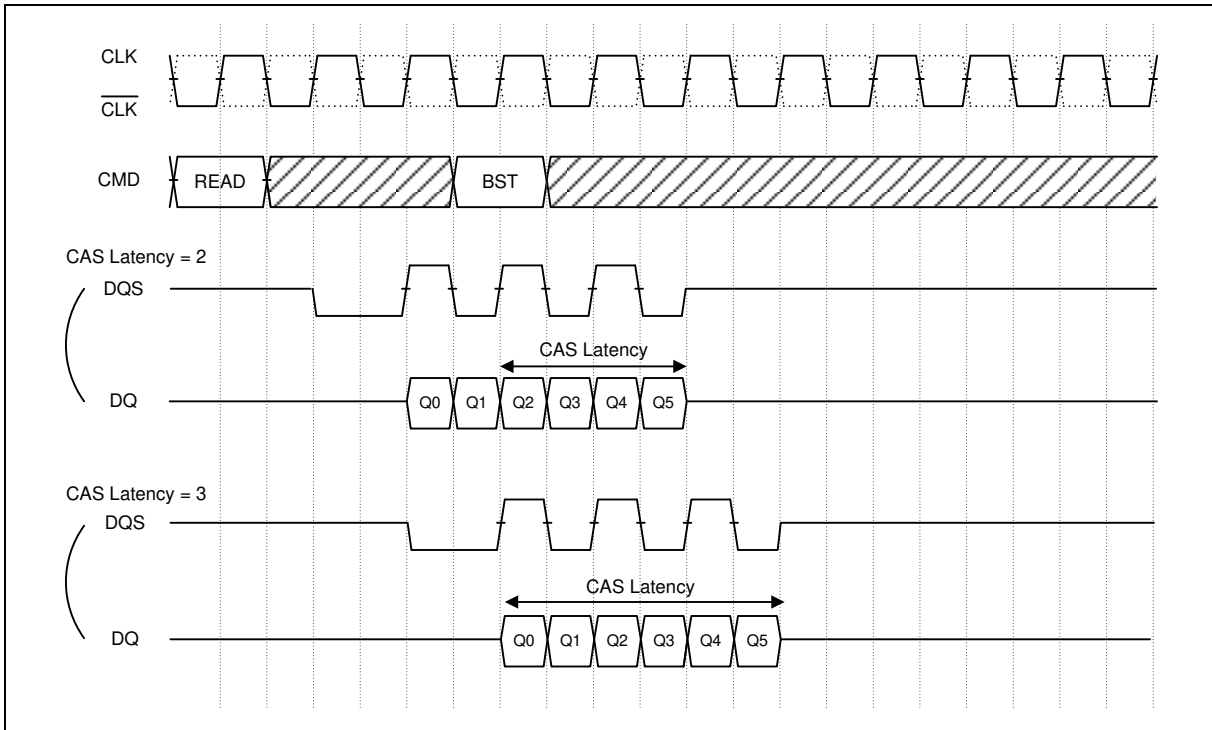 CLK
CLK
CMD READ BST
CAS Latency = 2
DQS
CAS Latency
DQ Q0 Q1 Q2 Q3 Q4 Q5
CAS Latency = 3
DQS
CAS Latency
DQ Q0 Q1 Q2 Q3 Q4 Q5